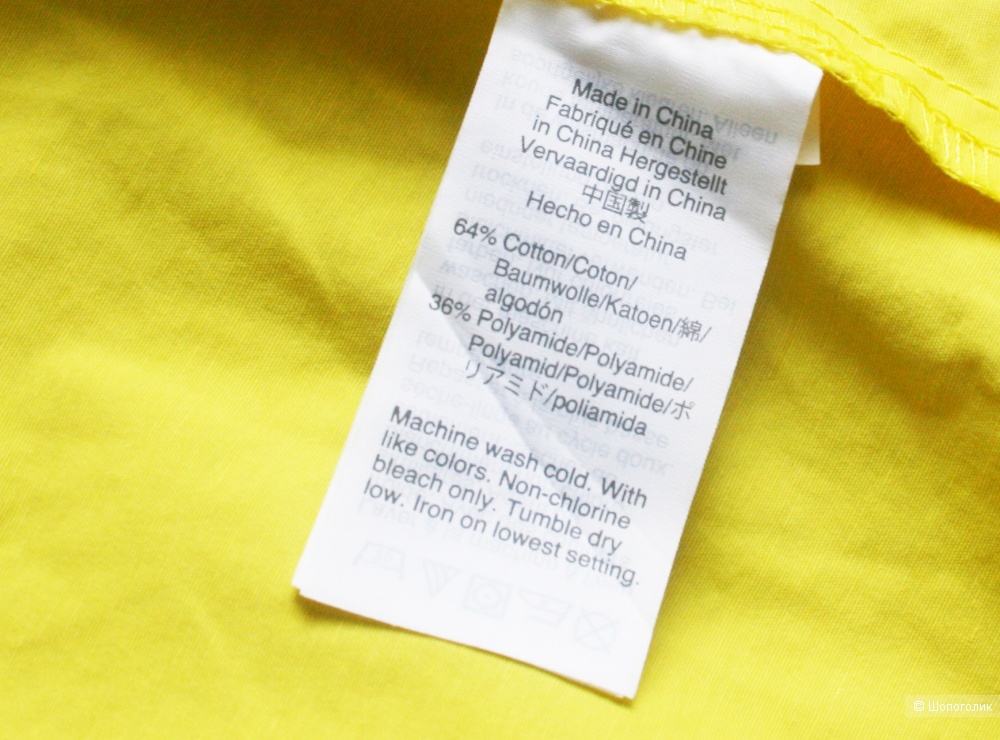 Made in China
Fabriqué en Chine
in China Hergestellt
Vervaardigd in China
中国製
Hecho en China
64% Cotton/Coton/
Baumwolle/Katoen/綿/
algodón
36% Polyamide/Polyamide/
Polyamid/Polyamide/ポ
リアミド/poliamida
Machine wash cold. With
like colors. Non-chlorine
bleach only. Tumble dry
low. Iron on lowest setting.
© Шопоголик